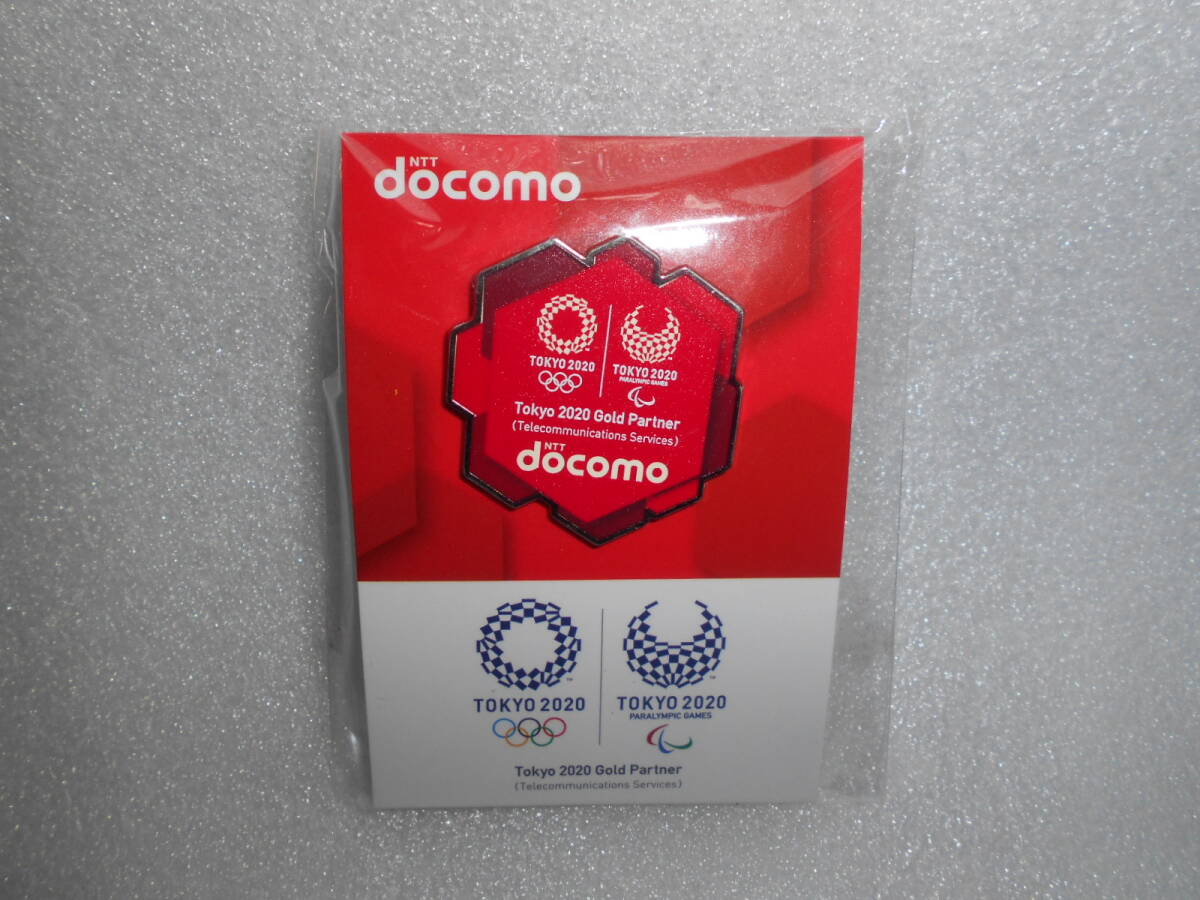 NTT
docomo
TOKYO 2020
TOKYO 2020
PARALYMPIC GAMES
Tokyo 2020 Gold Partner
(Telecommunications Services)
NTT
docomo
TOKYO 2020
TOKYO 2020
PARALYMPIC GAMES
Tokyo 2020 Gold Partner
(Telecommunications Services)